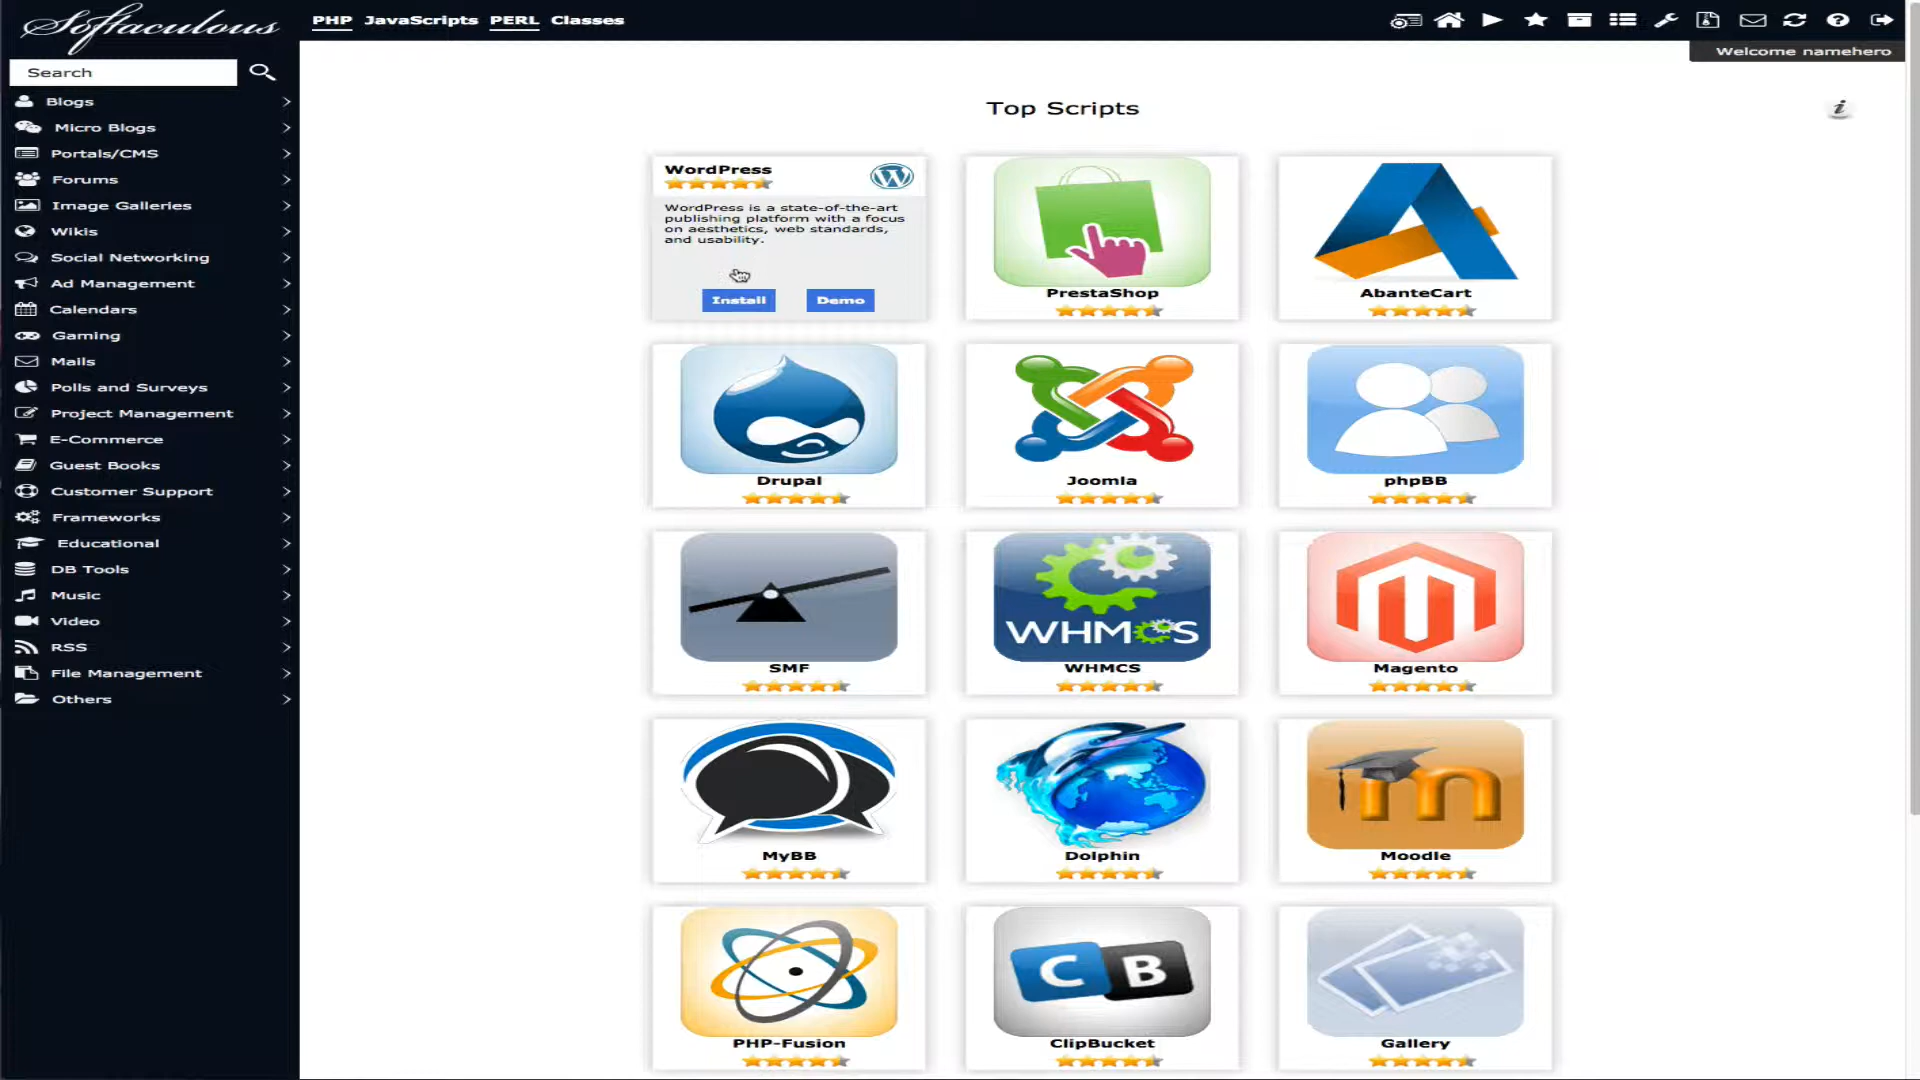 Softaculous
PHP JavaScripts PERL Classes
Welcome namehero
Search
Blogs
Micro Blogs
Portals/CMS
Forums
Image Galleries
Wikis
Social Networking
Ad Management
Calendars
Gaming
Mails
Polls and Surveys
Project Management
E-Commerce
Guest Books
Customer Support
Frameworks
Educational
DB Tools
Music
Video
RSS
File Management
Others
Top Scripts
i
WordPress
W
WordPress is a state-of-the-art
publishing platform with a focus
on aesthetics, web standards,
and usability.
Install Demo
PrestaShop
AbanteCart
Drupal
Joomla
phpBB
SMF
WHMCS
WHMCS
Magento
MyBB
Dolphin
m
Moodle
PHP-Fusion
C B
ClipBucket
Gallery